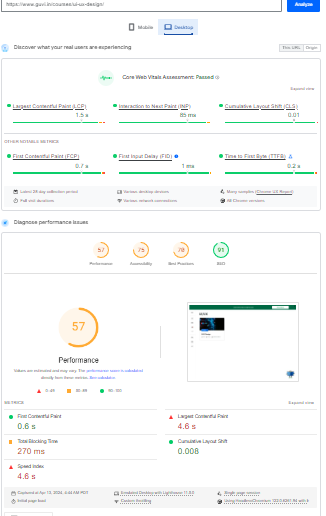 https://www.guvi.in/courses/ui-ux-design/
Analyze
Mobile
Desktop
Discover what your real users are experiencing
This URL
Origin
Core Web Vitals Assessment: Passed
Expand view
Largest Contentful Paint (LCP)
1.5 s
Interaction to Next Paint (INP)
85 ms
Cumulative Layout Shift (CLS)
0.01
OTHER NOTABLE METRICS
First Contentful Paint (FCP)
0.7 s
First Input Delay (FID)
1 ms
Time to First Byte (TTFB)
0.2 s
Latest 28-day collection period
Various desktop devices
Many samples (Chrome UX Report)
Full visit durations
Various network connections
All Chrome versions
Diagnose performance issues
57
Performance
75
Accessibility
78
Best Practices
91
SEO
57
Performance
Values are estimated and may vary. The performance score is calculated
directly from these metrics. See calculator.
0–49
50–89
90–100
METRICS
Expand view
First Contentful Paint
0.6 s
Largest Contentful Paint
4.6 s
Total Blocking Time
270 ms
Cumulative Layout Shift
0.008
Speed Index
4.6 s
Captured at Apr 13, 2024, 4:44 AM PDT
Emulated Desktop with Lighthouse 11.5.0
Single page session
Initial page load
Custom throttling